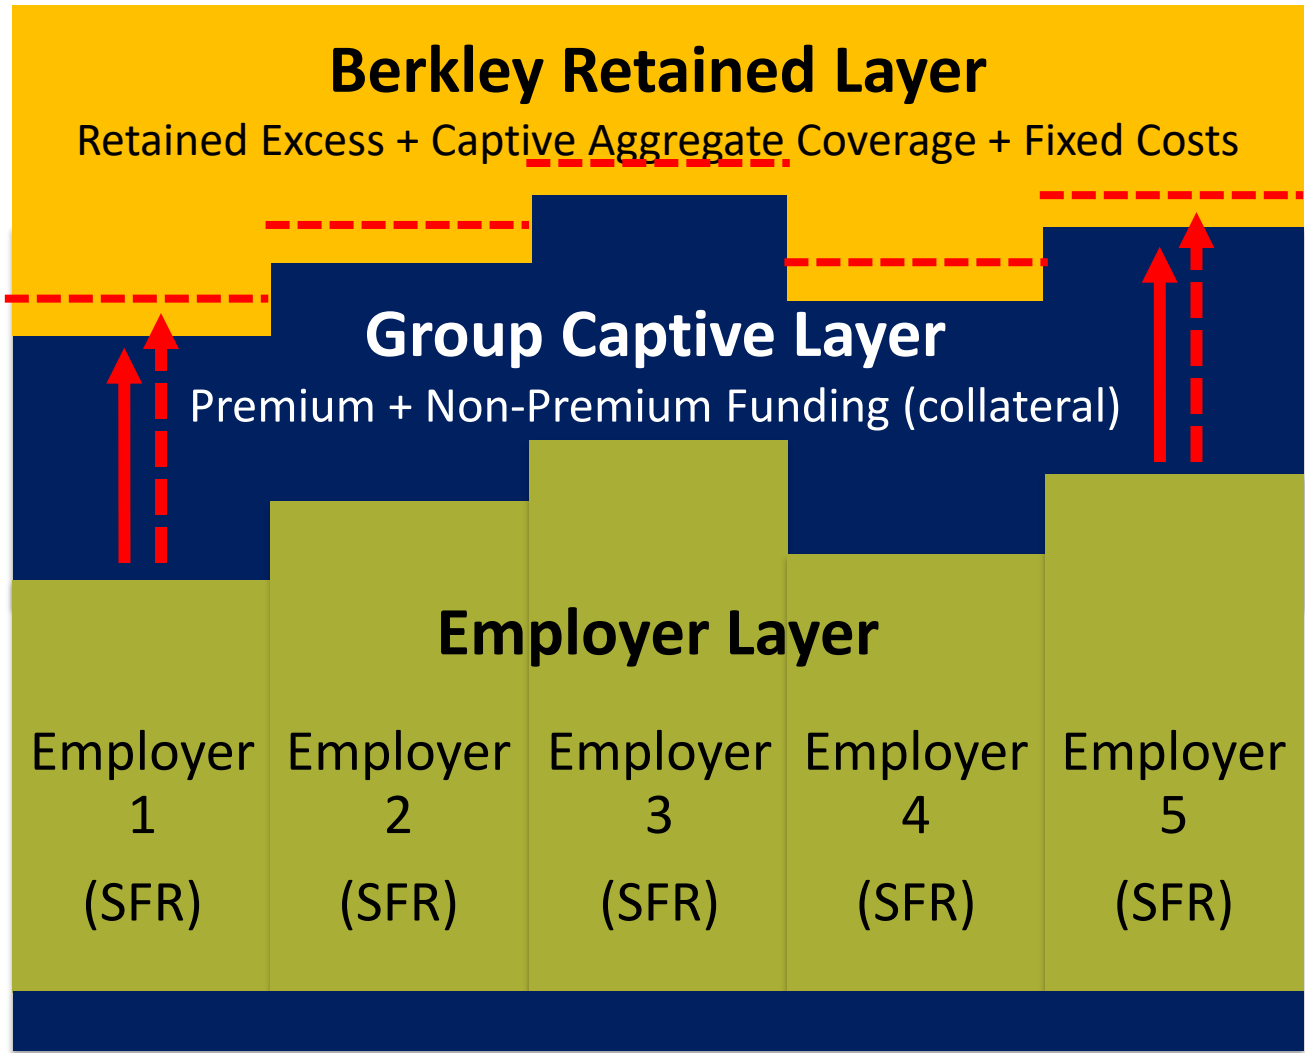 Berkley Retained Layer
Retained Excess + Captive Aggregate Coverage + Fixed Costs
Group Captive Layer
Premium + Non-Premium Funding (collateral)
Employer Layer
Employer 1 (SFR)
Employer 2 (SFR)
Employer 3 (SFR)
Employer 4 (SFR)
Employer 5 (SFR)